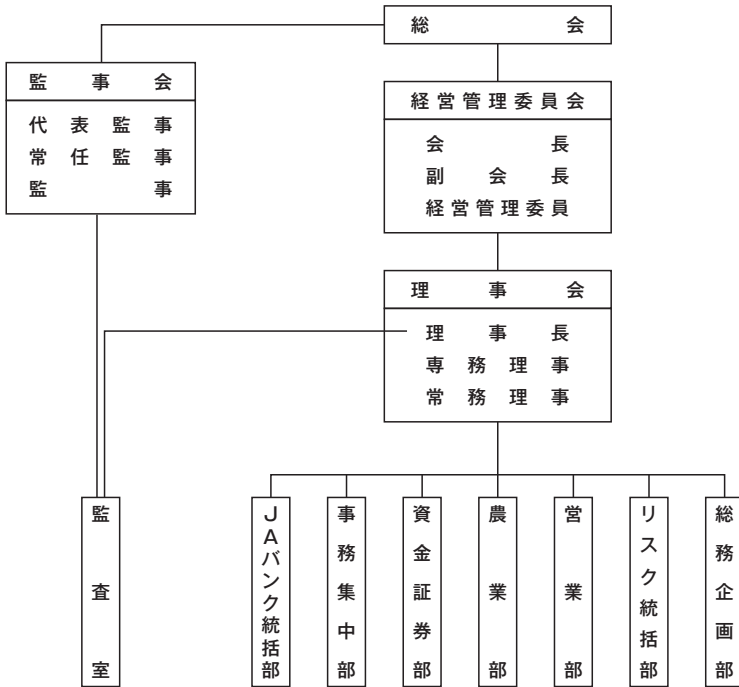 総会
監事会
代表監事
常任監事
監事
経営管理委員会
会長
副会長
経営管理委員
理事会
理事長
専務理事
常務理事
監査室
JAバンク統括部
事務集中部
資金証券部
農業部
営業部
リスク統括部
総務企画部